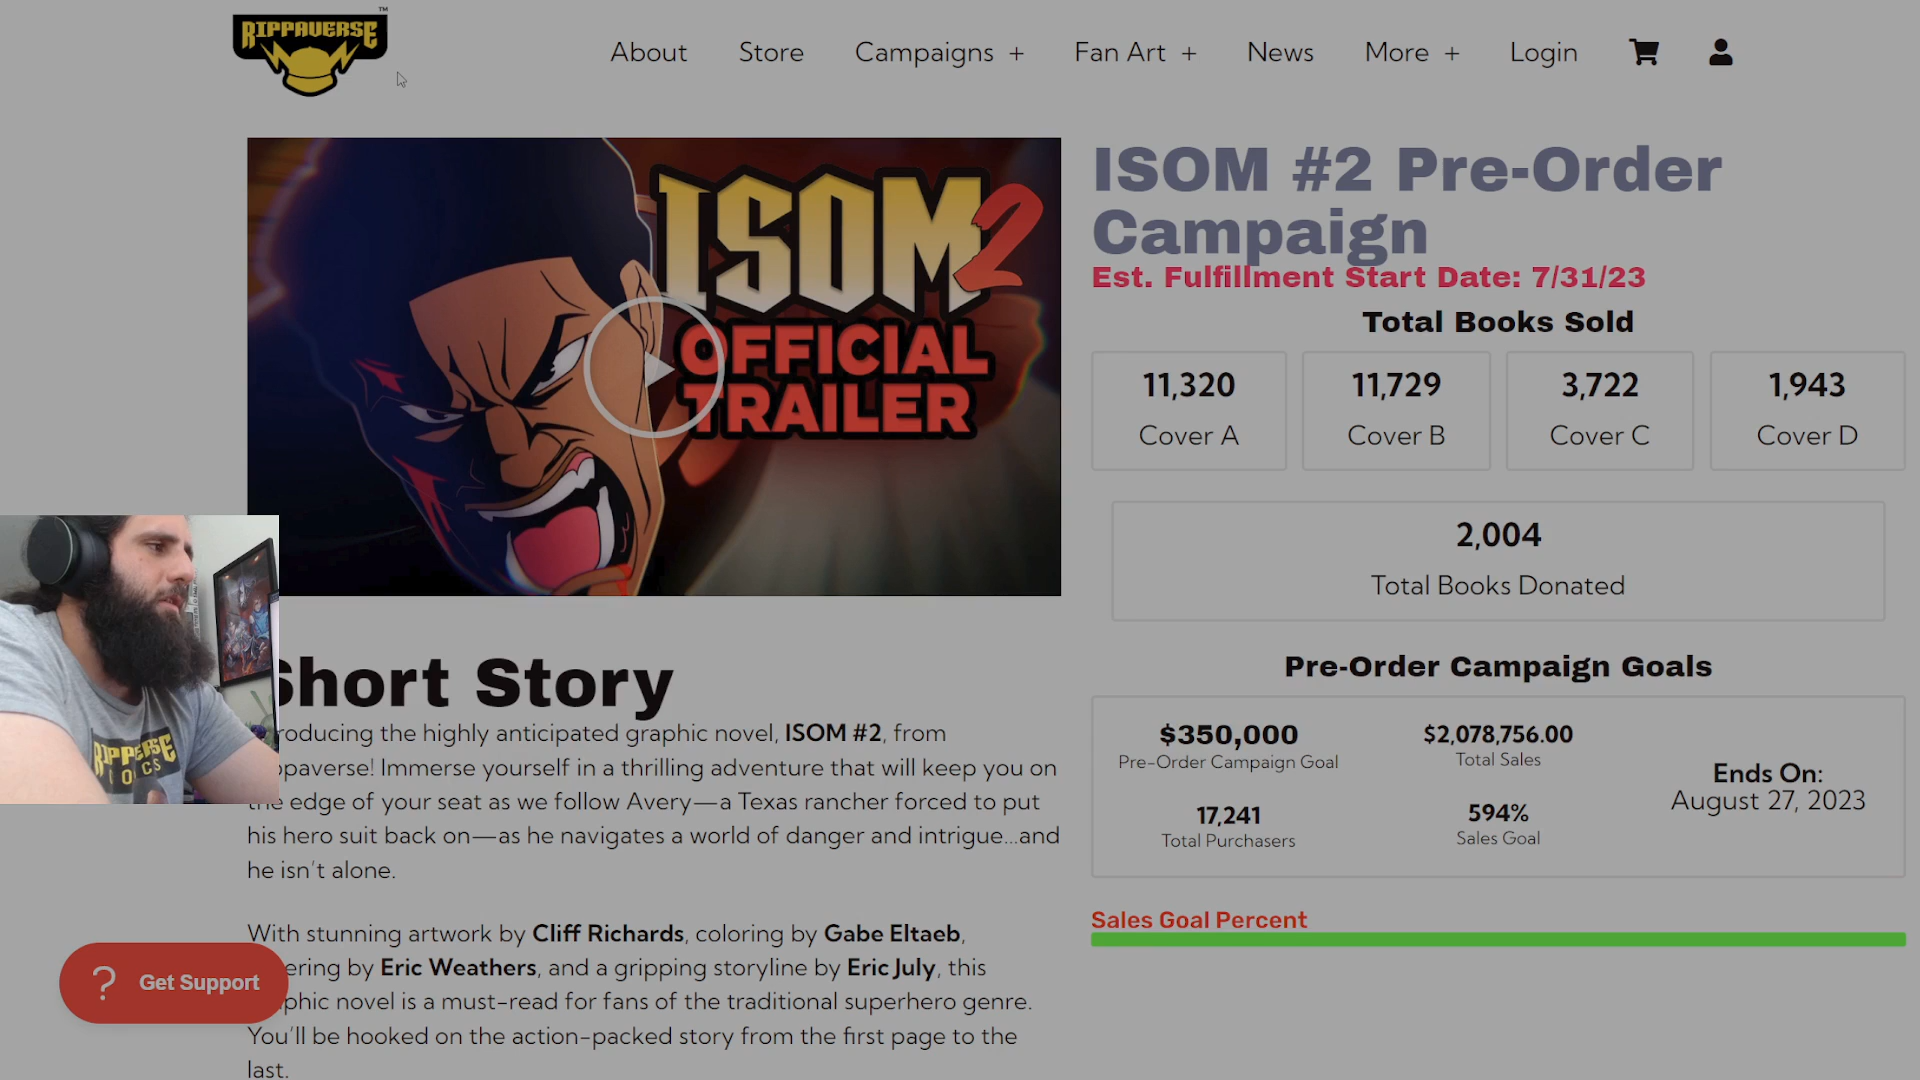 RIPPAVERSE
TM
About
Store
Campaigns +
Fan Art +
News
More +
Login
ISOM 2
OFFICIAL
TRAILER
ISOM #2 Pre-Order
Campaign
Est. Fulfillment Start Date: 7/31/23
Total Books Sold
11,320
Cover A
11,729
Cover B
3,722
Cover C
1,943
Cover D
2,004
Total Books Donated
Pre-Order Campaign Goals
$350,000
Pre-Order Campaign Goal
$2,078,756.00
Total Sales
17,241
Total Purchasers
594%
Sales Goal
Ends On:
August 27, 2023
Sales Goal Percent
Short Story
roducing the highly anticipated graphic novel, ISOM #2, from
ppaverse! Immerse yourself in a thrilling adventure that will keep you on
the edge of your seat as we follow Avery—a Texas rancher forced to put
his hero suit back on—as he navigates a world of danger and intrigue...and
he isn't alone.
With stunning artwork by Cliff Richards, coloring by Gabe Eltaeb,
ering by Eric Weathers, and a gripping storyline by Eric July, this
phic novel is a must-read for fans of the traditional superhero genre.
You'll be hooked on the action-packed story from the first page to the
last.
? Get Support